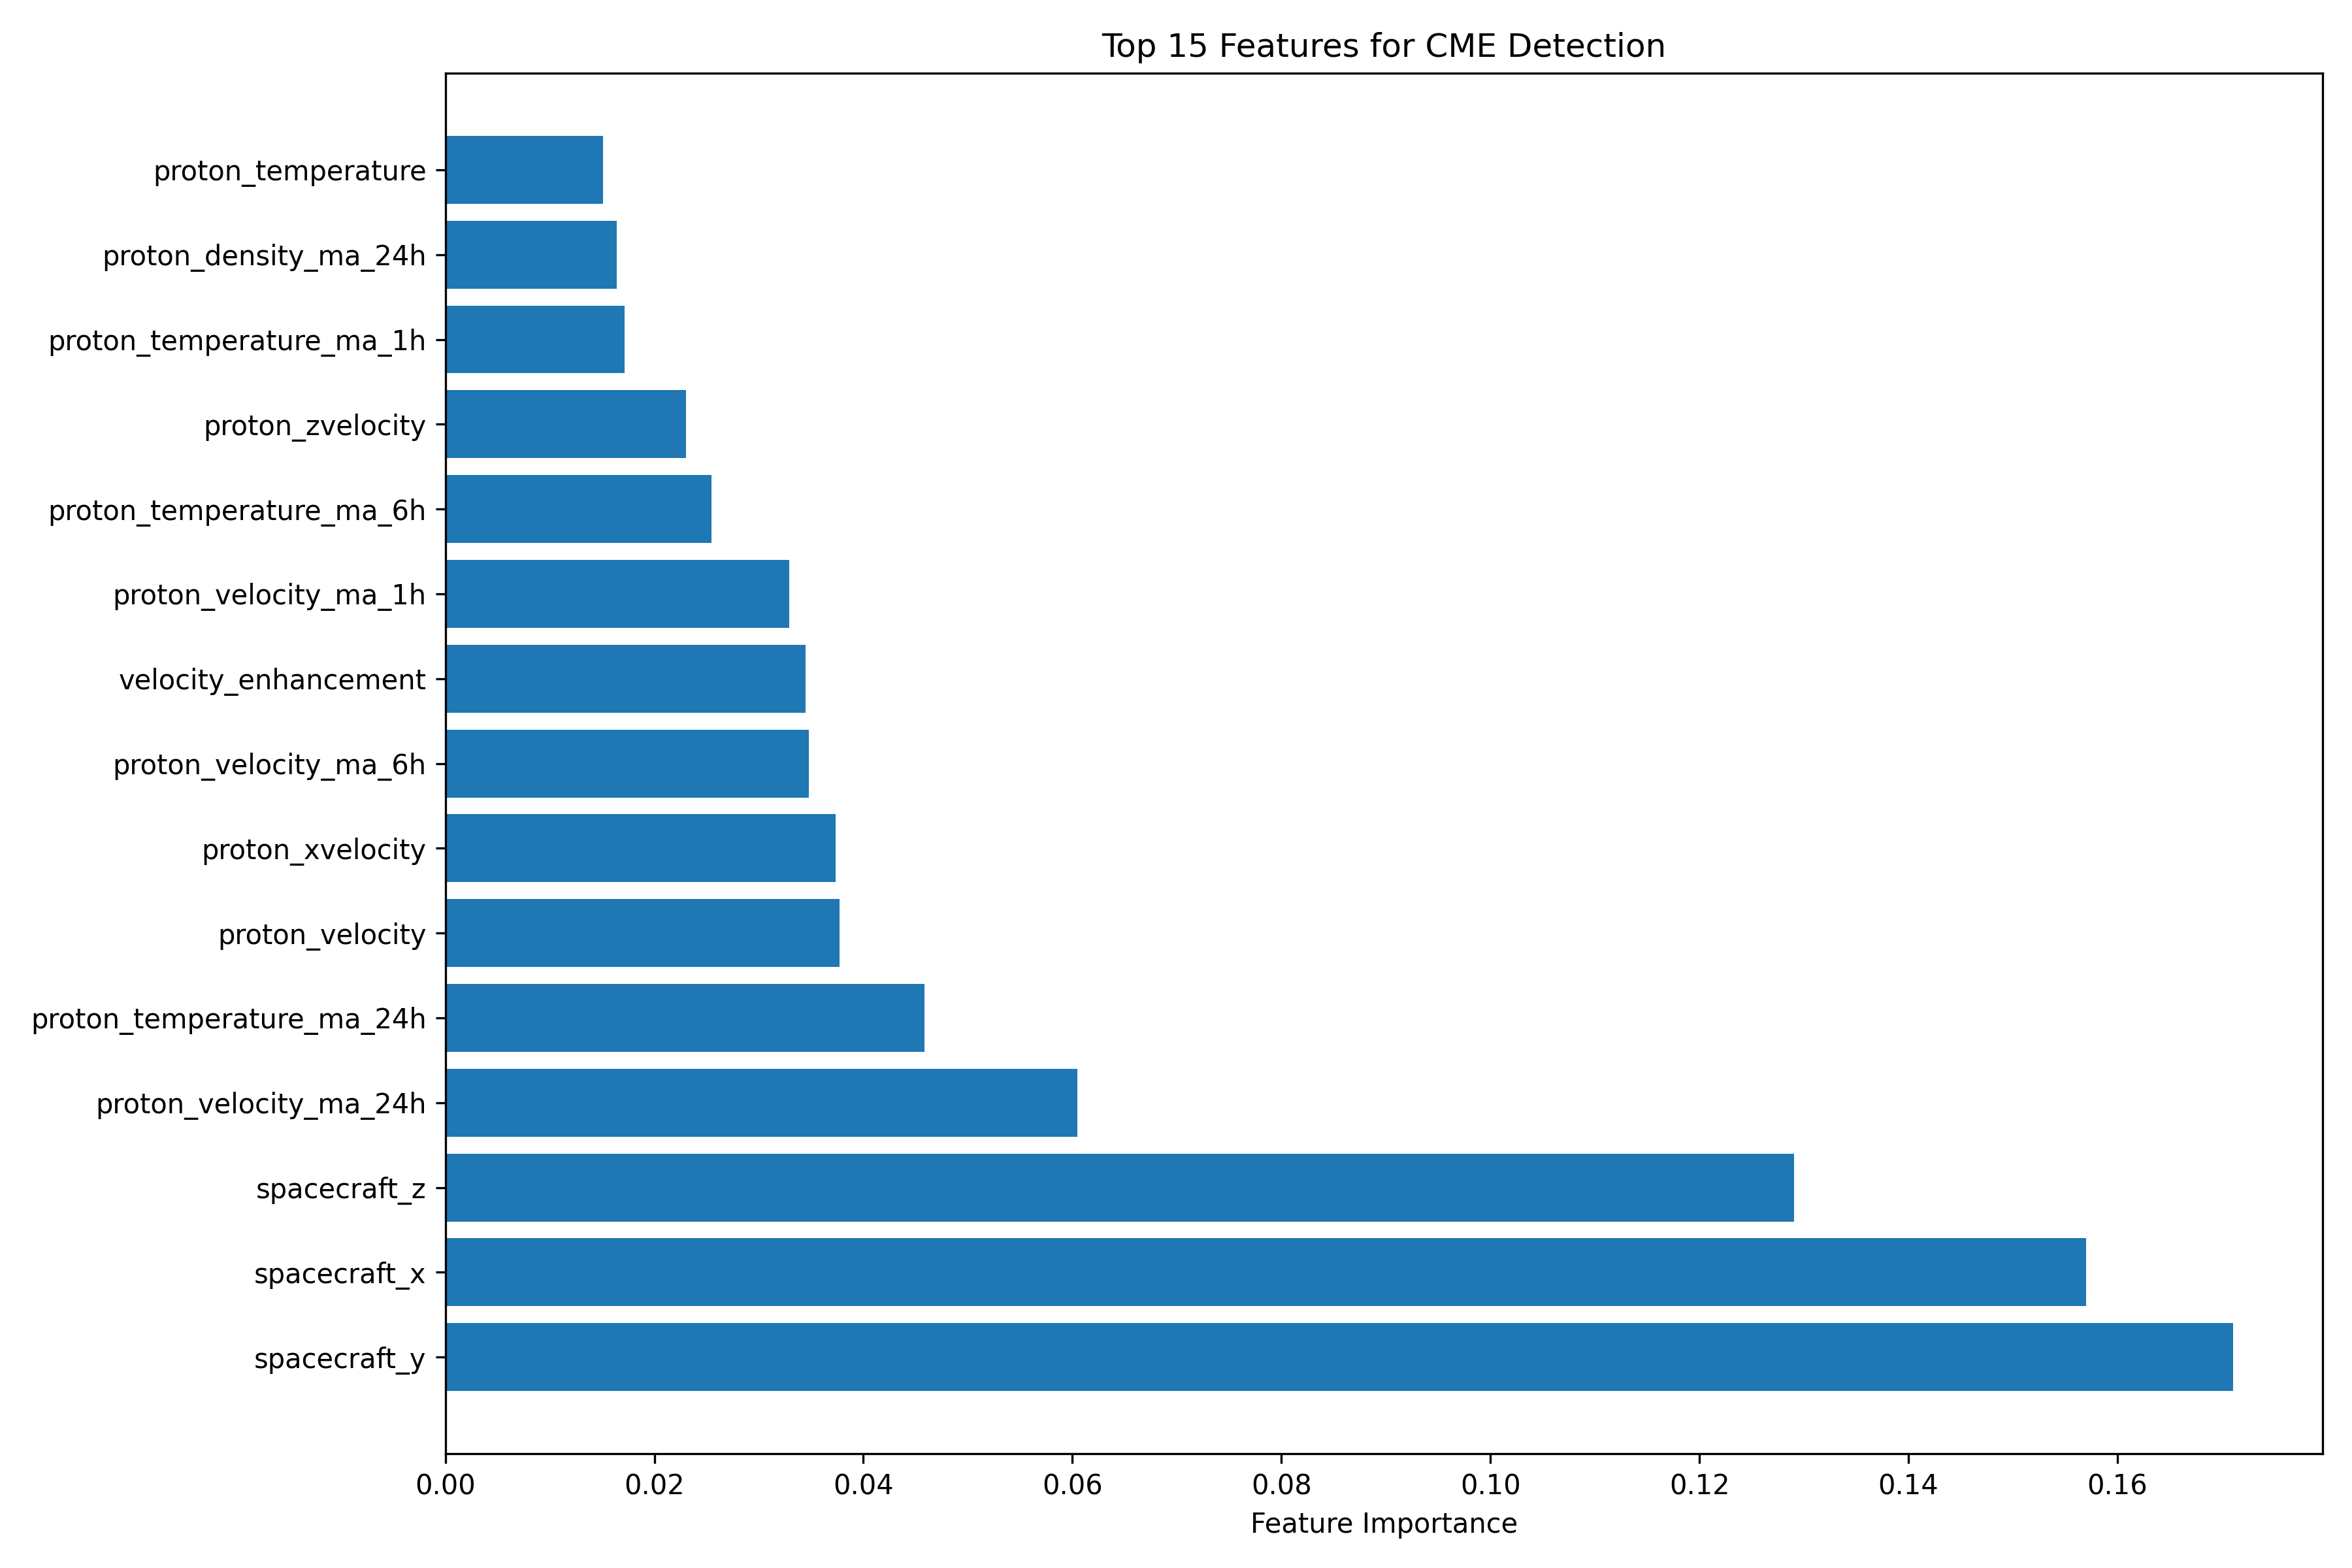 Top 15 Features for CME Detection
proton_temperature
proton_density_ma_24h
proton_temperature_ma_1h
proton_zvelocity
proton_temperature_ma_6h
proton_velocity_ma_1h
velocity_enhancement
proton_velocity_ma_6h
proton_xvelocity
proton_velocity
proton_temperature_ma_24h
proton_velocity_ma_24h
spacecraft_z
spacecraft_x
spacecraft_y
0.00 0.02 0.04 0.06 0.08 0.10 0.12 0.14 0.16
Feature Importance